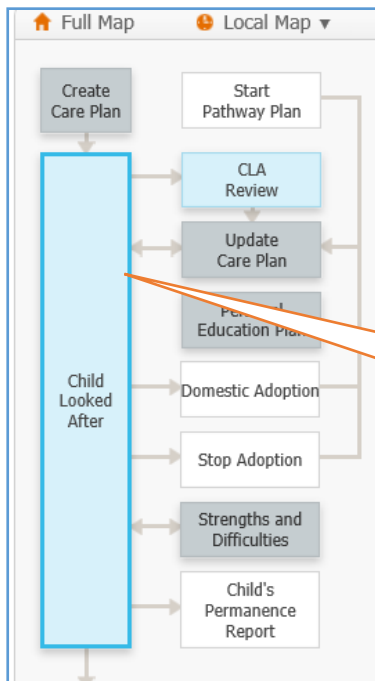 Full Map
Local Map ▼
Create
Care Plan
Start
Pathway Plan
CLA
Review
Update
Care Plan
Education Plan
Child
Looked
After
Domestic Adoption
Stop Adoption
Strengths and
Difficulties
Child's
Permanence
Report